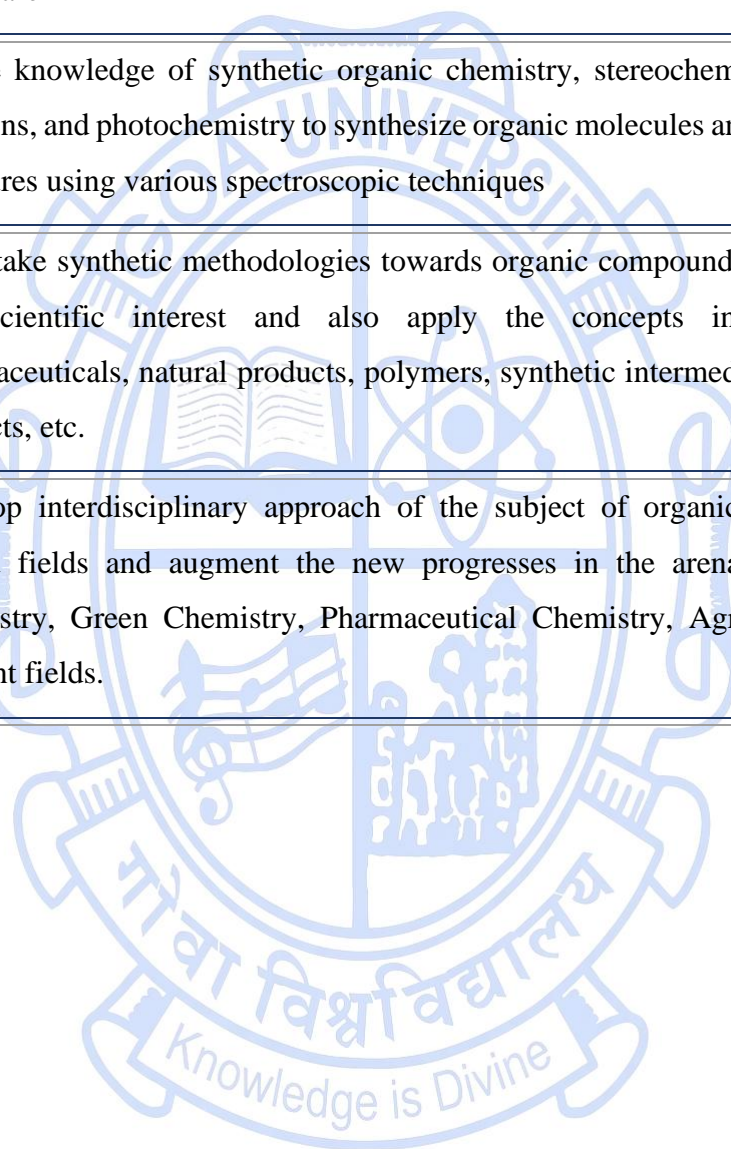 knowledge of synthetic organic chemistry, stereochem
ns, and photochemistry to synthesize organic molecules
res using various spectroscopic techniques
take synthetic methodologies towards organic compound
cientific interest and also apply the concepts in
aceuticals, natural products, polymers, synthetic intermed
ts, etc.
op interdisciplinary approach of the subject of organic
fields and augment the new progresses in the arena
stry, Green Chemistry, Pharmaceutical Chemistry, Agr
nt fields.
GOA UNIVERSITY
गोंवा विश्वविद्यालय
Knowledge is Divine